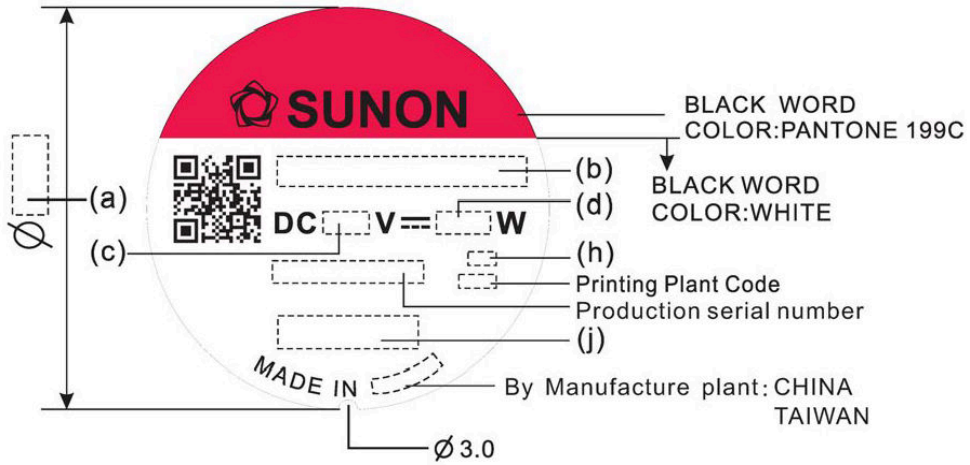 SUNON
BLACK WORD
COLOR:PANTONE 199C
(b)
BLACK WORD
COLOR:WHITE
(a)
(d)
DC V W
(c)
(h)
Printing Plant Code
Production serial number
(j)
MADE IN
By Manufacture plant: CHINA
TAIWAN
Ø
Ø 3.0